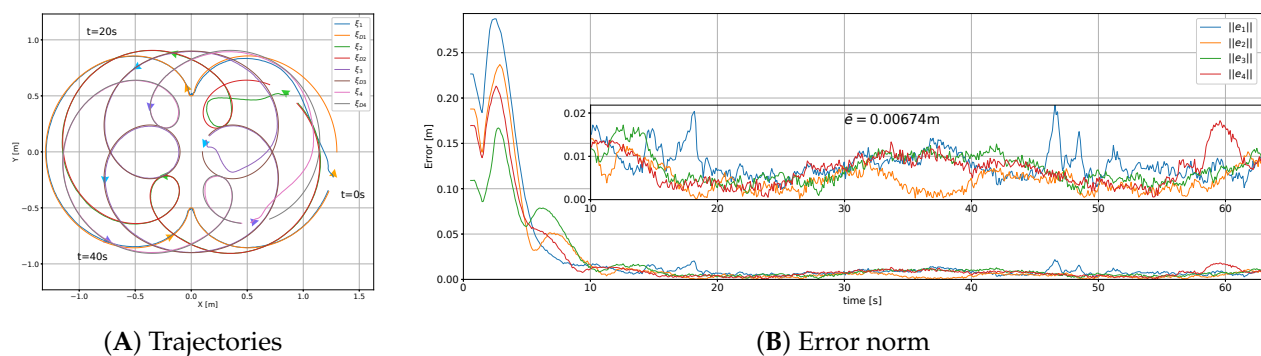 t=20s
t=0s
t=40s
ξ1
ξD1
ξ2
ξD2
ξ3
ξD3
ξ4
ξD4
1.0
0.5
0.0
−0.5
−1.0
Y [m]
−1.0 −0.5 0.0 0.5 1.0 1.5
X [m]
(A) Trajectories
||e1||
||e2||
||e3||
||e4||
0.25
0.20
0.15
0.10
0.05
0.00
Error [m]
ē = 0.00674m
0.02
0.01
0.00
10 20 30 40 50 60
0 10 20 30 40 50 60
time [s]
(B) Error norm